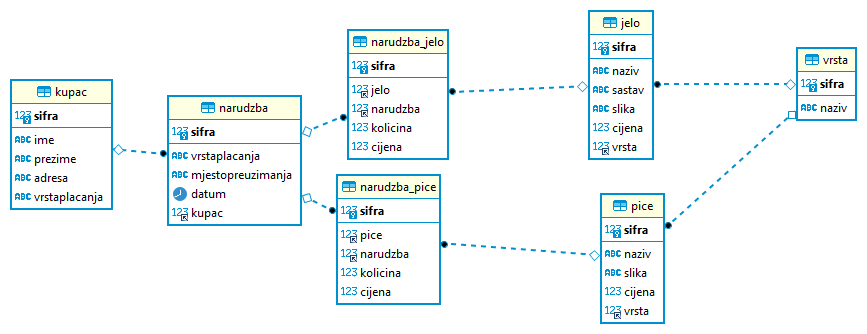 kupac
123 sifra
ABC ime
ABC prezime
ABC adresa
ABC vrstaplacanja
narudzba
123 sifra
ABC vrstaplacanja
ABC mjestopreuzimanja
datum
123 kupac
narudzba_jelo
123 sifra
123 jelo
123 narudzba
123 kolicina
123 cijena
narudzba_pice
123 sifra
123 pice
123 narudzba
123 kolicina
123 cijena
jelo
123 sifra
ABC naziv
ABC sastav
ABC slika
123 cijena
123 vrsta
pice
123 sifra
ABC naziv
ABC slika
123 cijena
123 vrsta
vrsta
123 sifra
ABC naziv